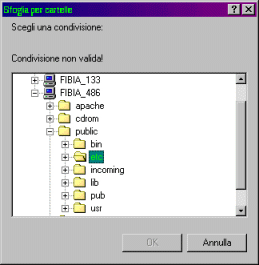 Sfoglia per cartelle
Scegli una condivisione:
Condivisione non valida!
FIBIA_133
FIBIA_486
apache
cdrom
public
bin
etc
incoming
lib
pub
usr
OK
Annulla